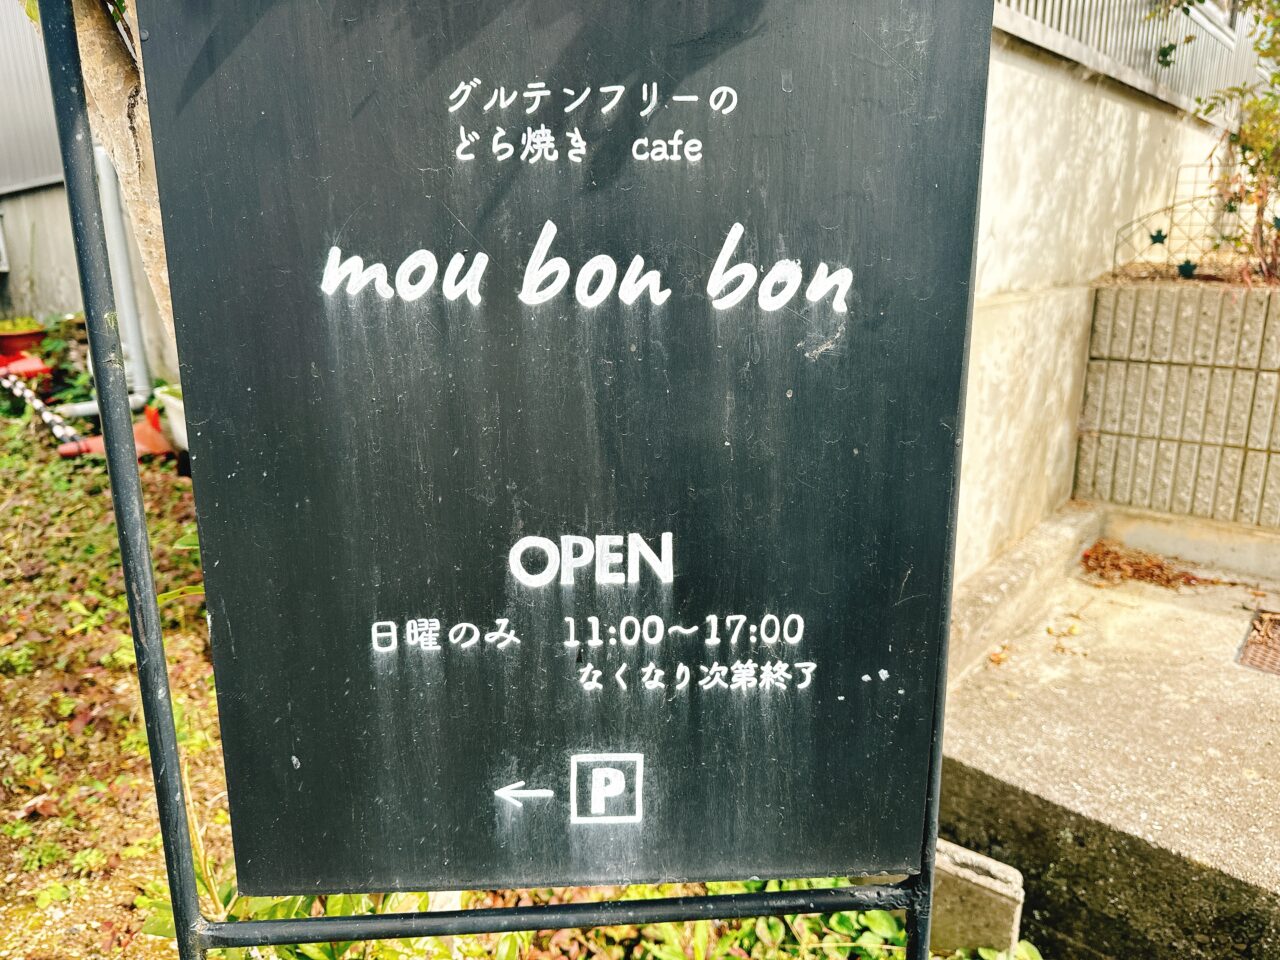 グルテンフリーの
どら焼き cafe
mou bon bon
OPEN
日曜のみ 11:00〜17:00
なくなり次第終了
← P